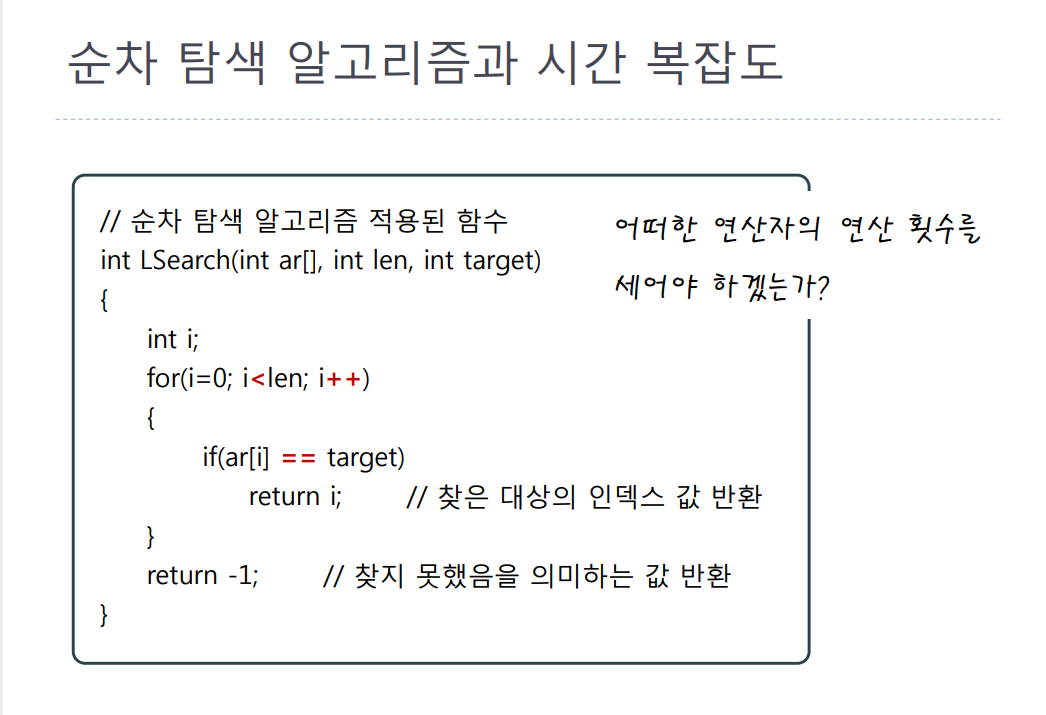 순차 탐색 알고리즘과 시간 복잡도
어떠한 연산자의 연산 횟수를
세어야 하겠는가?
// 순차 탐색 알고리즘 적용된 함수
int LSearch(int ar[], int len, int target)
{
int i;
for(i=0; i<len; i++)
{
if(ar[i] == target)
return i; // 찾은 대상의 인덱스 값 반환
}
return -1; // 찾지 못했음을 의미하는 값 반환
}